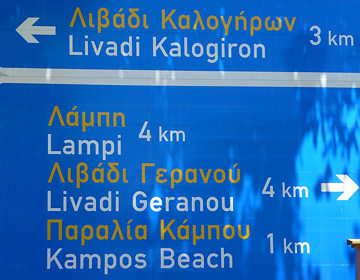 Λιβάδι Καλογήρων
Livadi Kalogiron 3 km
Λάμπη
Lampi 4 km
Λιβάδι Γερανού
Livadi Geranou 4 km
Παραλία Κάμπου
Kampos Beach 1 km